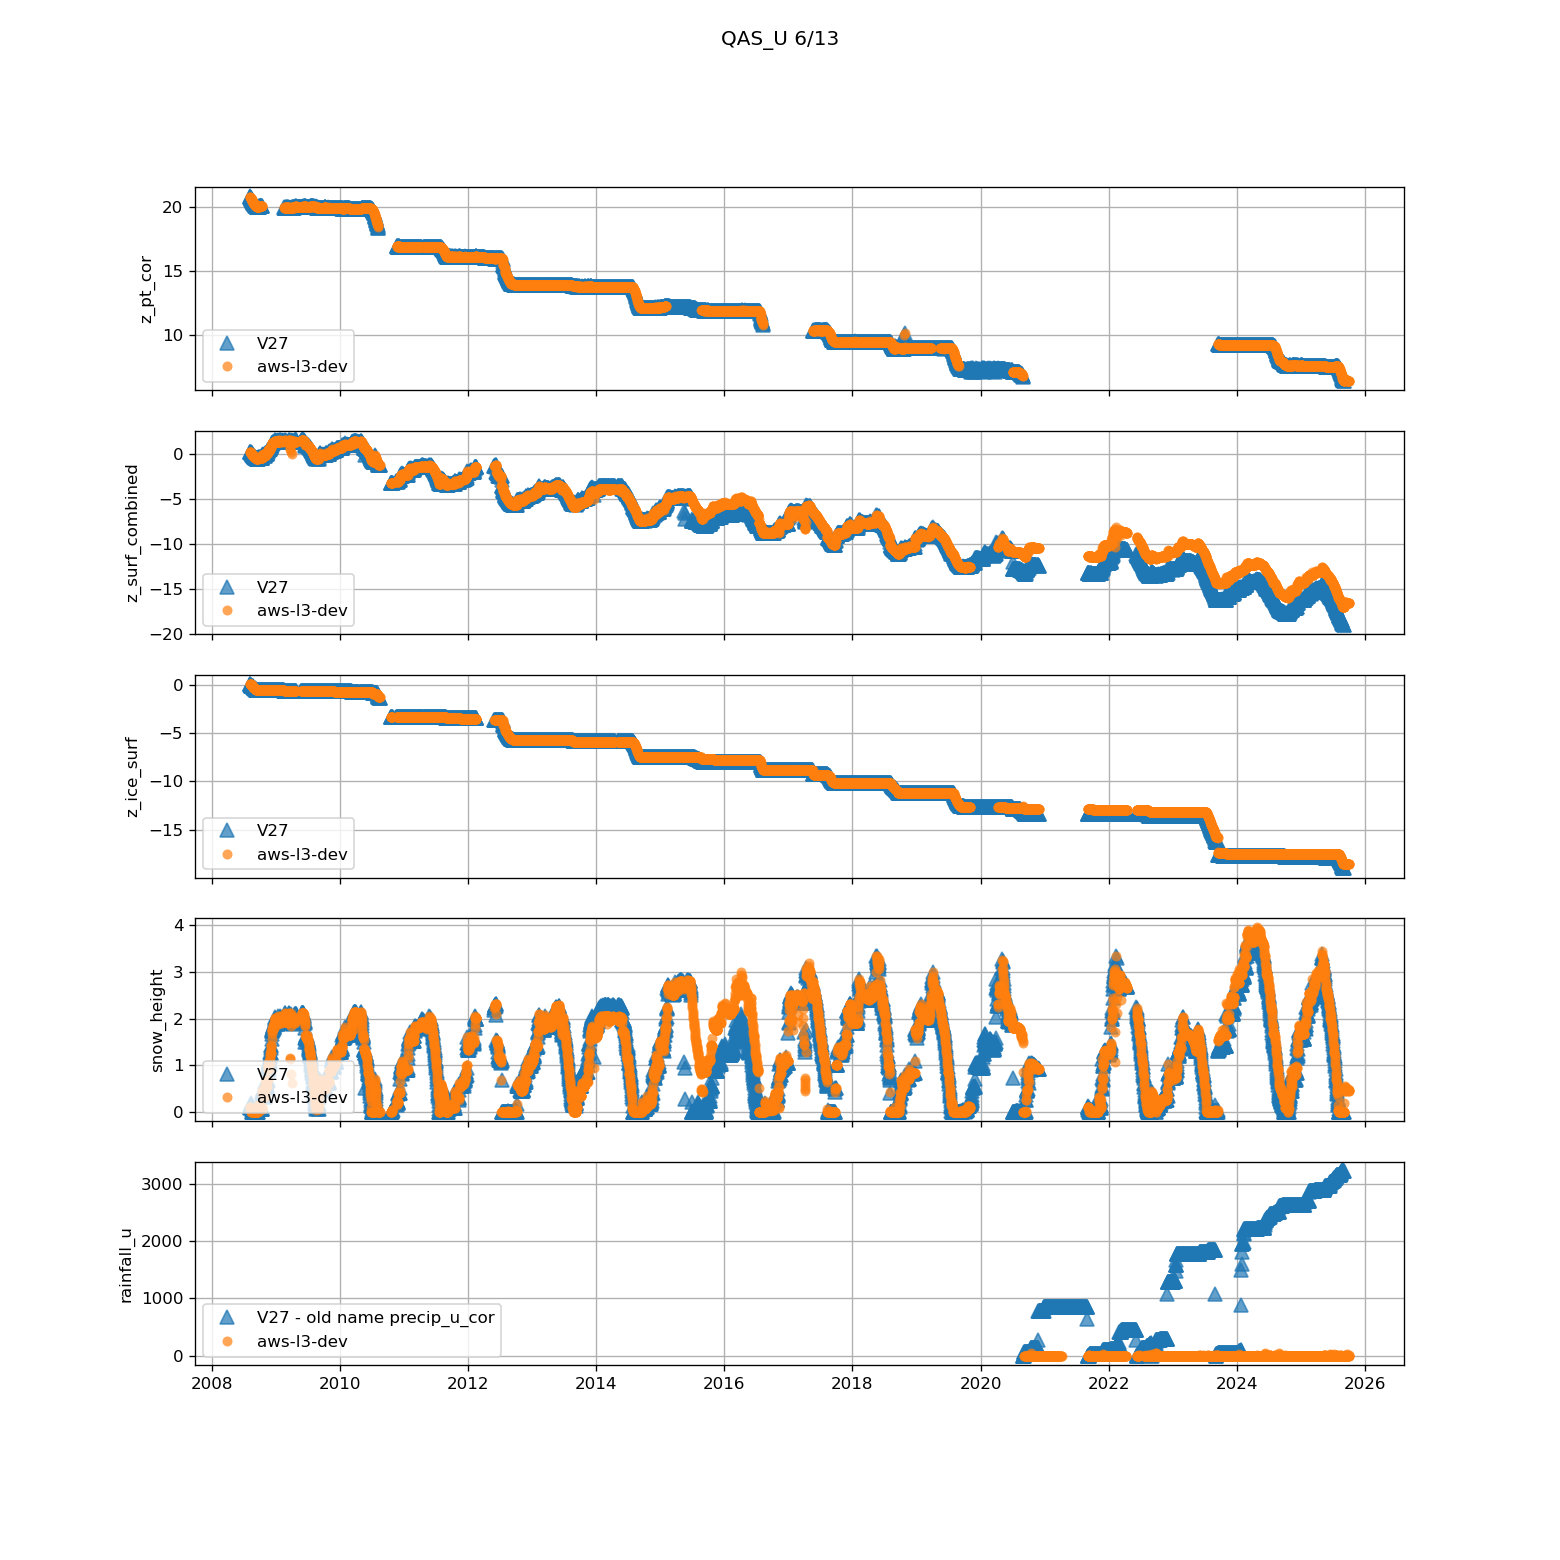 QAS_U 6/13
z_pt_cor
20
15
10
V27
aws-l3-dev
z_surf_combined
0
−5
−10
−15
−20
V27
aws-l3-dev
z_ice_surf
0
−5
−10
−15
V27
aws-l3-dev
snow_height
4
3
2
1
0
V27
aws-l3-dev
rainfall_u
3000
2000
1000
0
V27 - old name precip_u_cor
aws-l3-dev
2008 2010 2012 2014 2016 2018 2020 2022 2024 2026